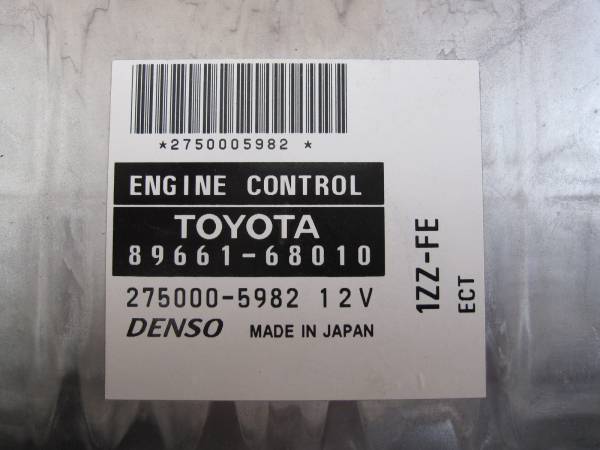 *2750005982 *
ENGINE CONTROL
TOYOTA
89661-68010
275000-5982 12V
DENSO MADE IN JAPAN
1ZZ-FE
ECT